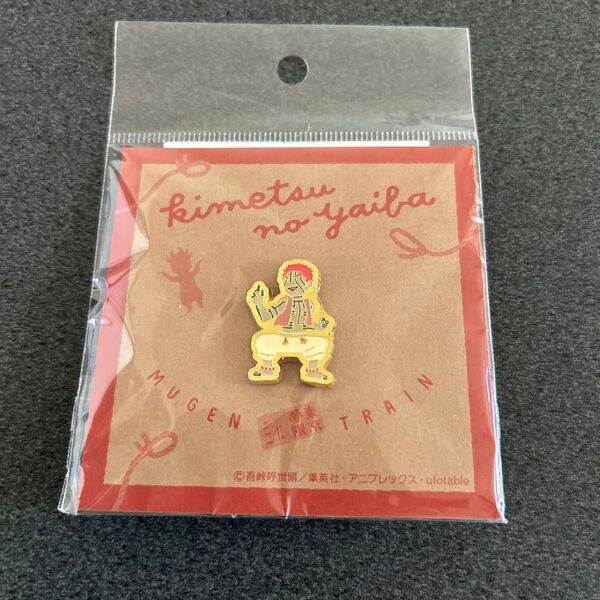 kimetsu
no yaiba
MUGEN TRAIN
©吾峠呼世晴／集英社・アニプレックス・ufotable